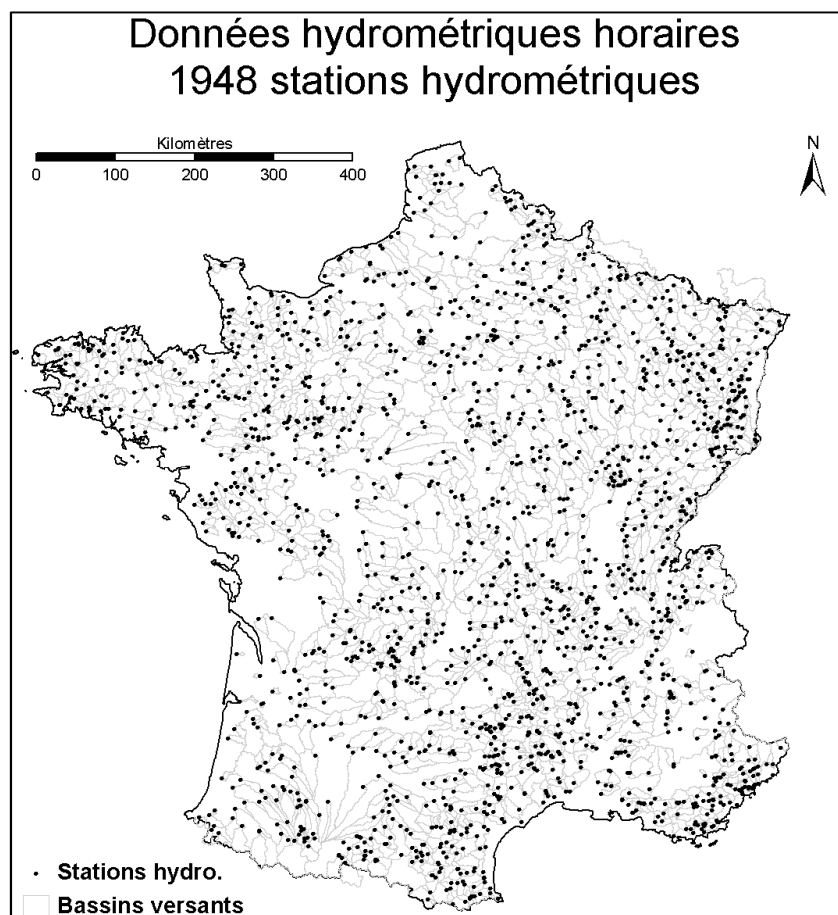 Données hydrométriques horaires
1948 stations hydrométriques
Kilomètres
0 100 200 300 400
N
Stations hydro.
Bassins versants